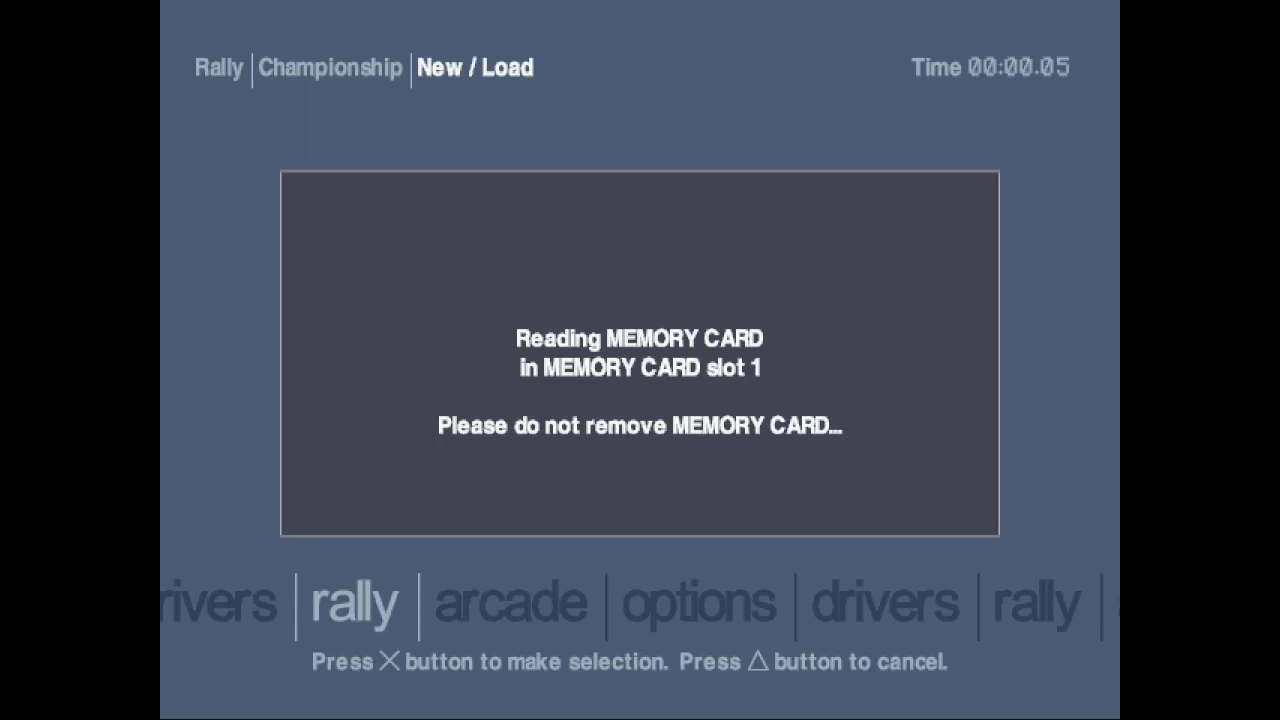 Rally Championship New / Load
Time 00:00.05
Reading MEMORY CARD
in MEMORY CARD slot 1
Please do not remove MEMORY CARD...
rivers rally arcade options drivers rally
Press button to make selection. Press button to cancel.